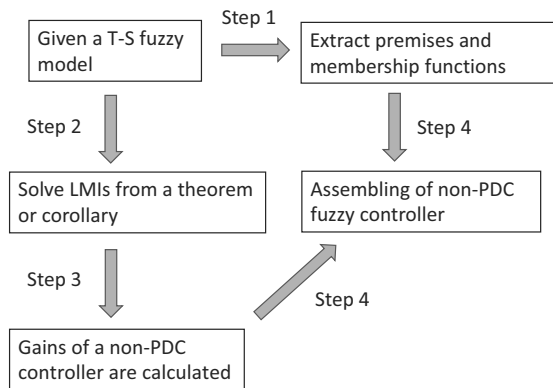 Step 1
Given a T-S fuzzy
model
Extract premises and
membership functions
Step 2
Step 4
Solve LMIs from a theorem
or corollary
Assembling of non-PDC
fuzzy controller
Step 3
Step 4
Gains of a non-PDC
controller are calculated